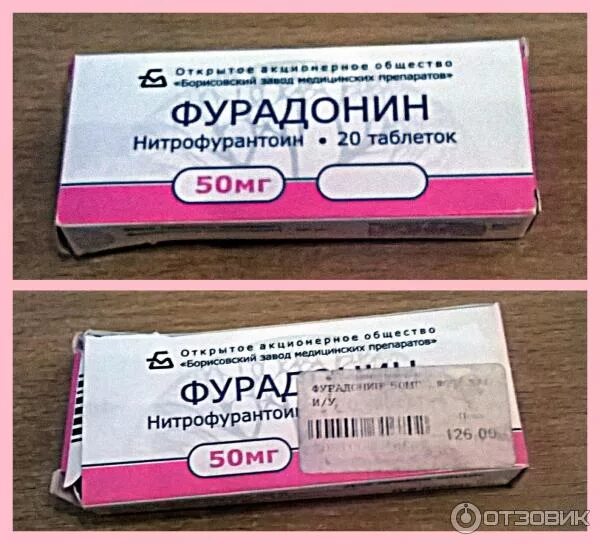 Открытое акционерное общество
«Борисовский завод медицинских препаратов»
ФУРАДОНИН
Нитрофурантоин • 20 таблеток
50мг
Открытое акционерное общество
«Борисовский завод медицинских препаратов»
ФУРАДОНИН
Нитрофурантоин
50мг
ФУРАДОНИН 50МГ
И/У
126.00
ОТЗОВИК